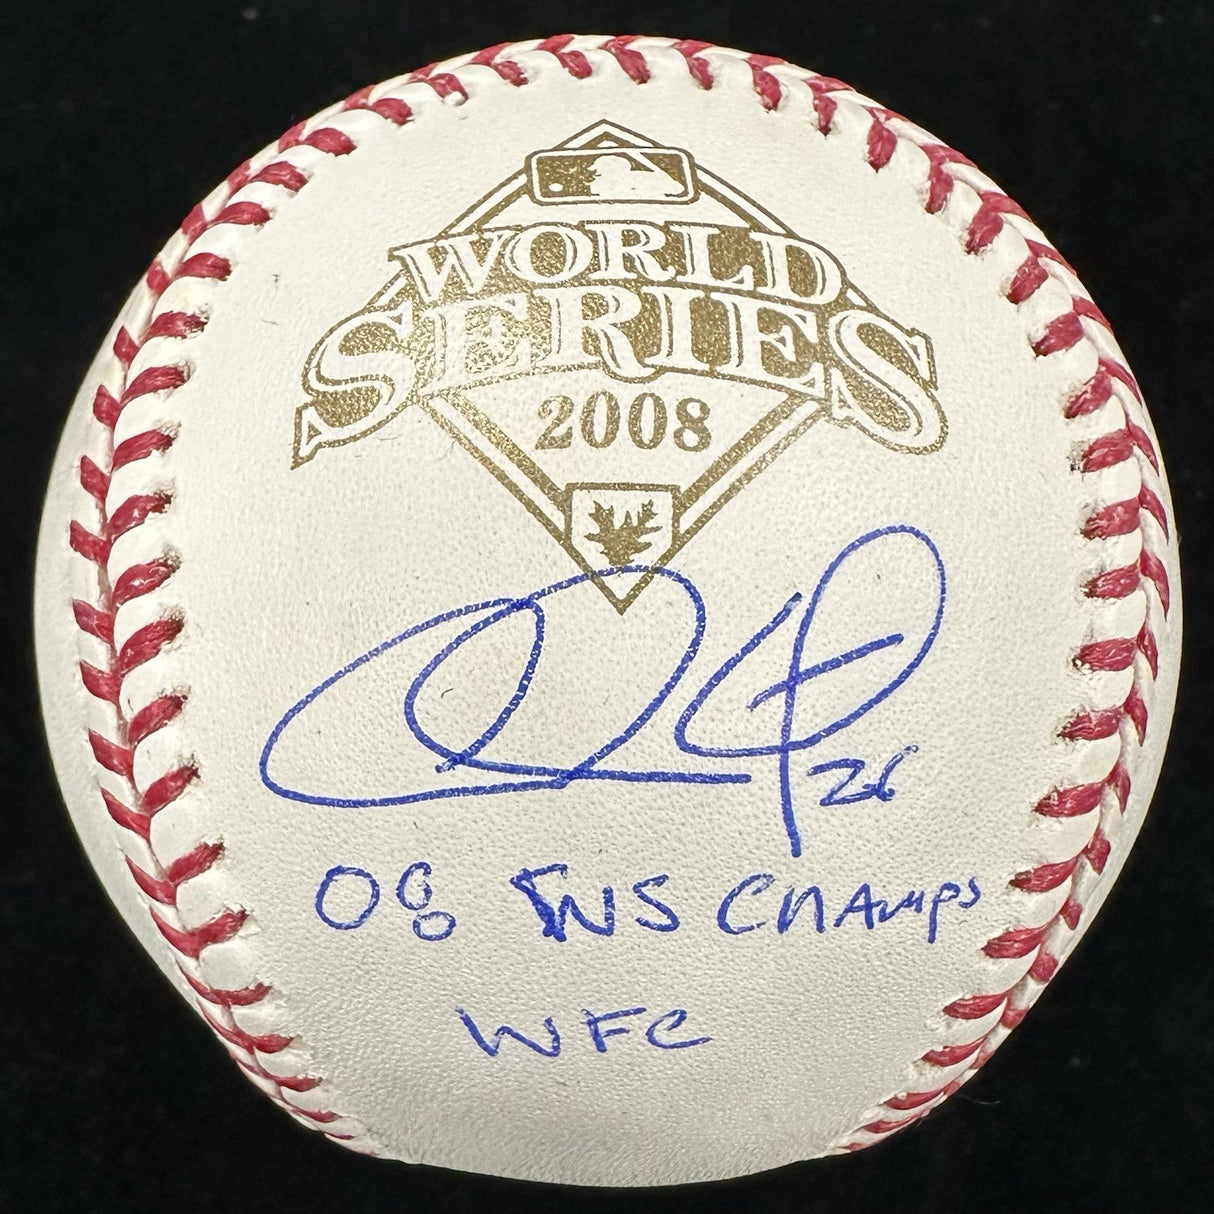 WORLD
SERIES
2008
26
08 WS CHAmps
WFC